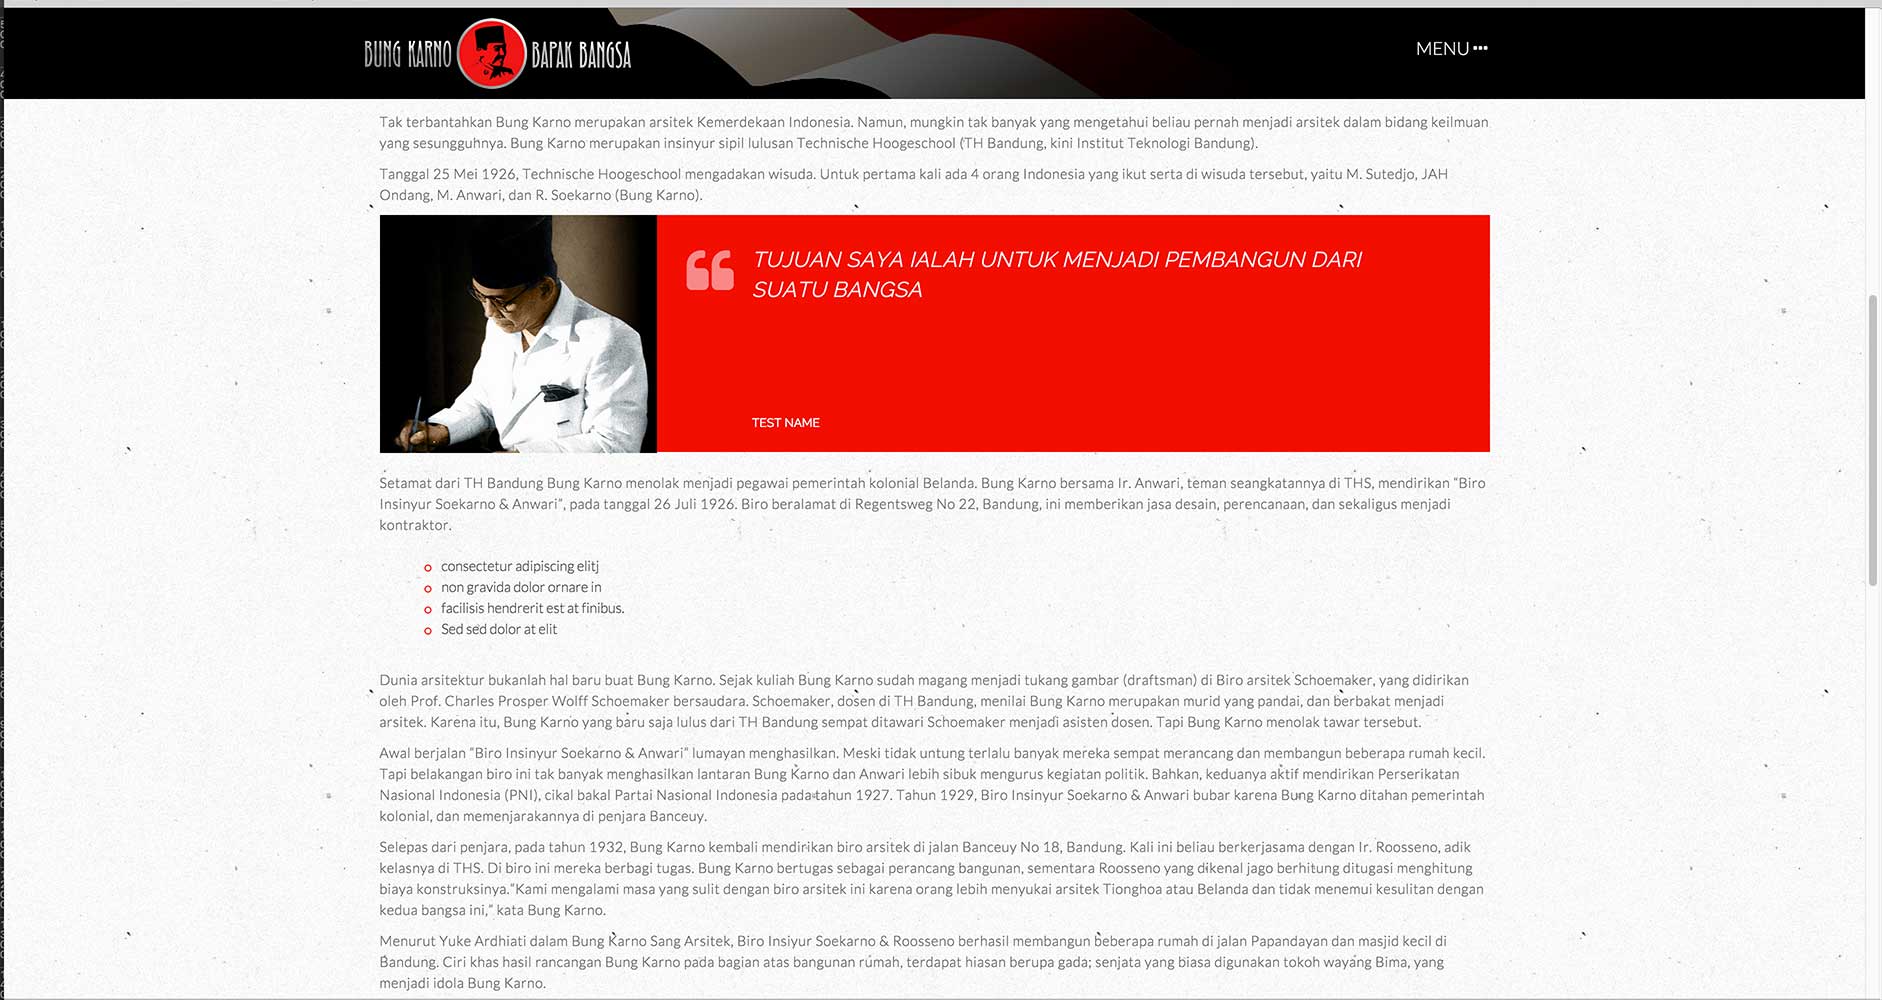 BUNG KARNO BAPAK BANGSA
MENU
Tak terbantahkan Bung Karno merupakan arsitek Kemerdekaan Indonesia. Namun, mungkin tak banyak yang mengetahui beliau pernah menjadi arsitek dalam bidang keilmuan
yang sesungguhnya. Bung Karno merupakan insinyur sipil lulusan Technische Hoogeschool (TH Bandung, kini Institut Teknologi Bandung).
Tanggal 25 Mei 1926, Technische Hoogeschool mengadakan wisuda. Untuk pertama kali ada 4 orang Indonesia yang ikut serta di wisuda tersebut, yaitu M. Sutedjo, JAH
Ondang, M. Anwari, dan R. Soekarno (Bung Karno).
“ TUJUAN SAYA IALAH UNTUK MENJADI PEMBANGUN DARI
SUATU BANGSA
TEST NAME
Setamat dari TH Bandung Bung Karno menolak menjadi pegawai pemerintah kolonial Belanda. Bung Karno bersama Ir. Anwari, teman seangkatannya di THS, mendirikan “Biro
Insinyur Soekarno & Anwari”, pada tanggal 26 Juli 1926. Biro beralamat di Regentsweg No 22, Bandung, ini memberikan jasa desain, perencanaan, dan sekaligus menjadi
kontraktor.
consectetur adipiscing elitj
non gravida dolor ornare in
facilisis hendrerit est at finibus.
Sed sed dolor at elit
Dunia arsitektur bukanlah hal baru buat Bung Karno. Sejak kuliah Bung Karno sudah magang menjadi tukang gambar (draftsman) di Biro arsitek Schoemaker, yang didirikan
oleh Prof. Charles Prosper Wolff Schoemaker bersaudara. Schoemaker, dosen di TH Bandung, menilai Bung Karno merupakan murid yang pandai, dan berbakat menjadi
arsitek. Karena itu, Bung Karno yang baru saja lulus dari TH Bandung sempat ditawari Schoemaker menjadi asisten dosen. Tapi Bung Karno menolak tawar tersebut.
Awal berjalan “Biro Insinyur Soekarno & Anwari” lumayan menghasilkan. Meski tidak untung terlalu banyak mereka sempat merancang dan membangun beberapa rumah kecil.
Tapi belakangan biro ini tak banyak menghasilkan lantaran Bung Karno dan Anwari lebih sibuk mengurus kegiatan politik. Bahkan, keduanya aktif mendirikan Perserikatan
Nasional Indonesia (PNI), cikal bakal Partai Nasional Indonesia pada tahun 1927. Tahun 1929, Biro Insinyur Soekarno & Anwari bubar karena Bung Karno ditahan pemerintah
kolonial, dan memenjarakannya di penjara Banceuy.
Selepas dari penjara, pada tahun 1932, Bung Karno kembali mendirikan biro arsitek di jalan Banceuy No 18, Bandung. Kali ini beliau berkerjasama dengan Ir. Roosseno, adik
kelasnya di THS. Di biro ini mereka berbagi tugas. Bung Karno bertugas sebagai perancang bangunan, sementara Roosseno yang dikenal jago berhitung ditugasi menghitung
biaya konstruksinya.“Kami mengalami masa yang sulit dengan biro arsitek ini karena orang lebih menyukai arsitek Tionghoa atau Belanda dan tidak menemui kesulitan dengan
kedua bangsa ini,” kata Bung Karno.
Menurut Yuke Ardhiati dalam Bung Karno Sang Arsitek, Biro Insiyur Soekarno & Roosseno berhasil membangun beberapa rumah di jalan Papandayan dan masjid kecil di
Bandung. Ciri khas hasil rancangan Bung Karno pada bagian atas bangunan rumah, terdapat hiasan berupa gada; senjata yang biasa digunakan tokoh wayang Bima, yang
menjadi idola Bung Karno.